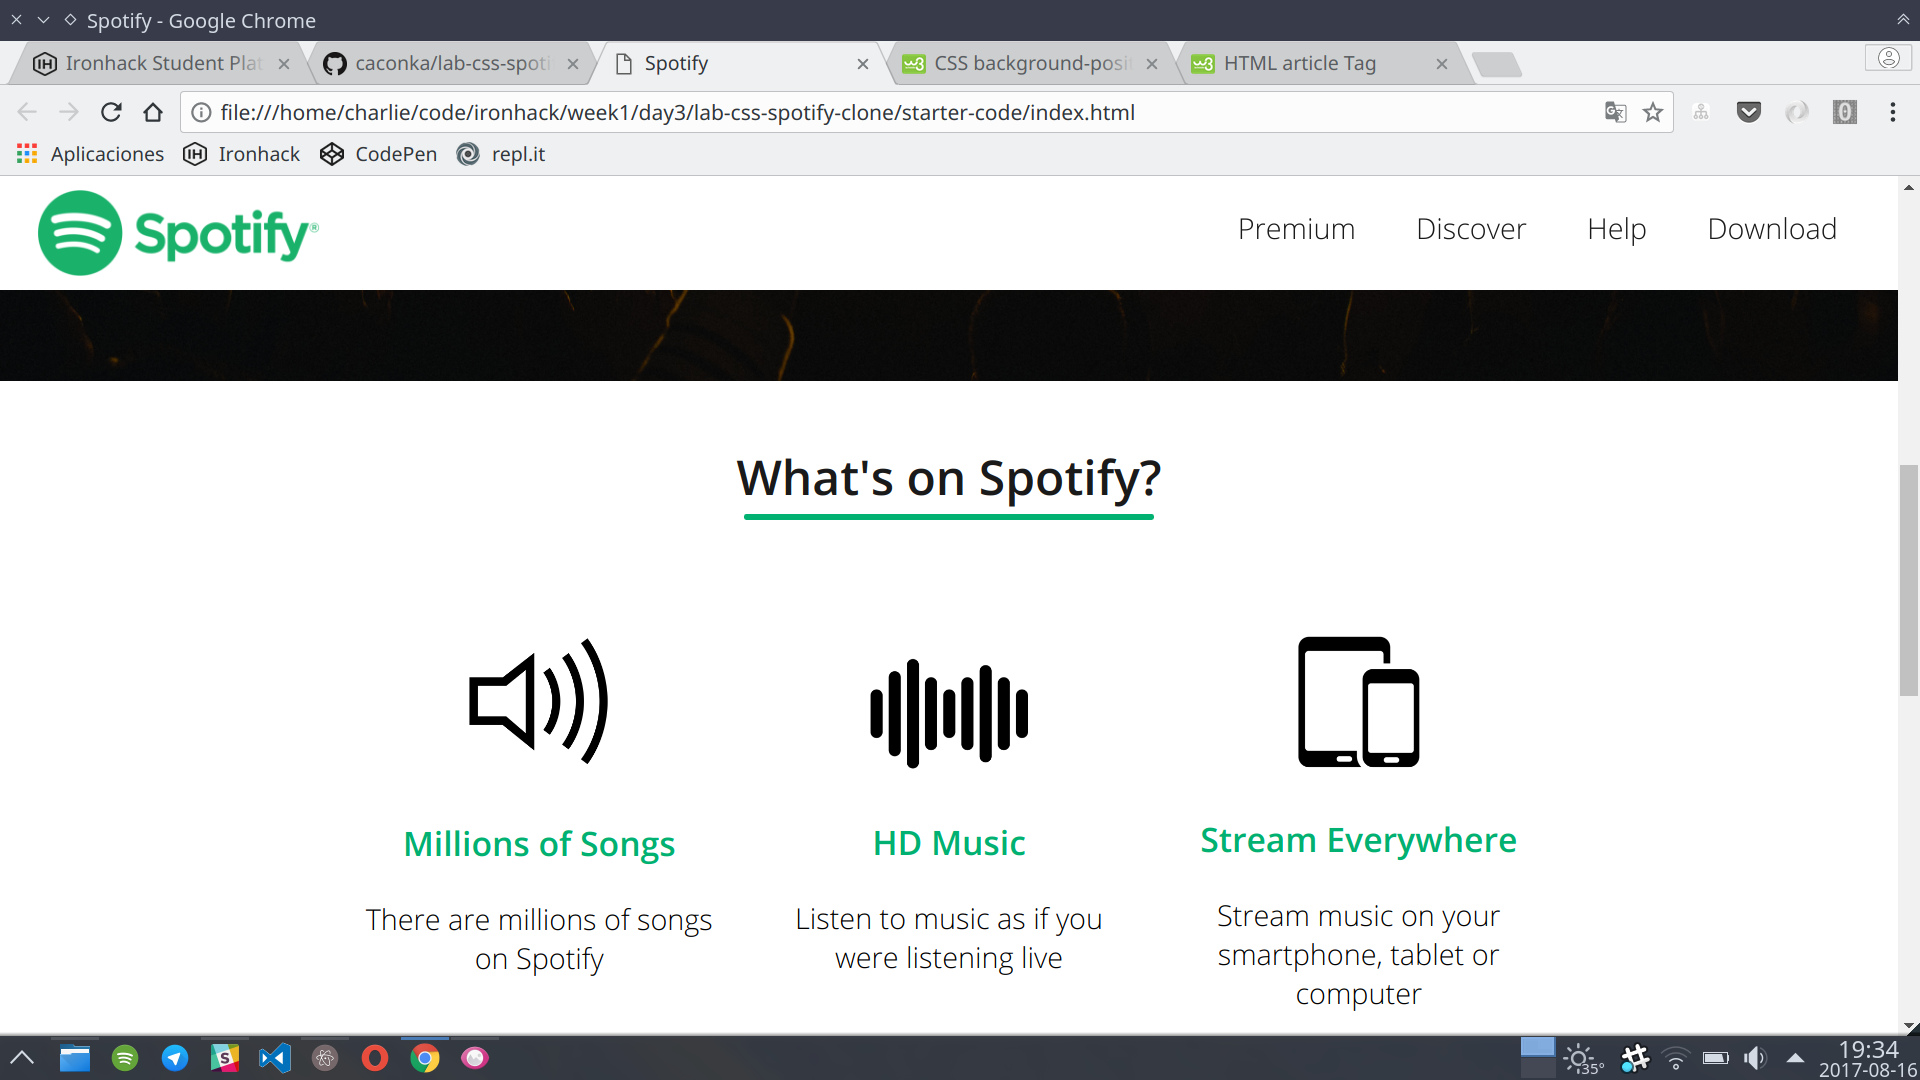 Spotify - Google Chrome
Ironhack Student Plat
caconka/lab-css-spoti
Spotify
CSS background-posi
HTML article Tag
file:///home/charlie/code/ironhack/week1/day3/lab-css-spotify-clone/starter-code/index.html
Aplicaciones
Ironhack
CodePen
repl.it
Spotify®
Premium
Discover
Help
Download
What's on Spotify?
Millions of Songs
There are millions of songs
on Spotify
HD Music
Listen to music as if you
were listening live
Stream Everywhere
Stream music on your
smartphone, tablet or
computer
35°
19:34
2017-08-16